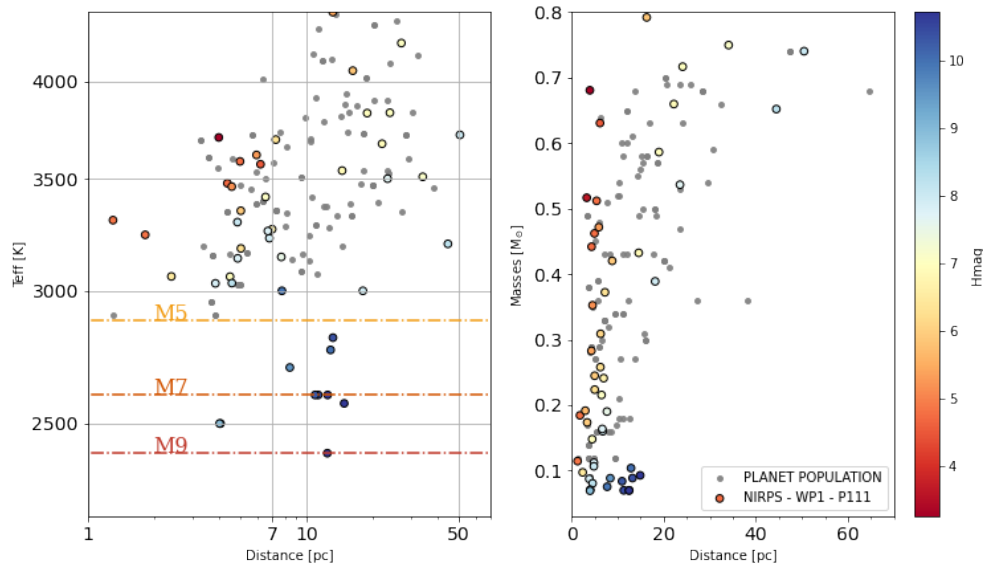 4000
3500
3000
2500
Teff [K]
M5
M7
M9
1
7
10
50
Distance [pc]
0.8
0.7
0.6
0.5
0.4
0.3
0.2
0.1
Masses [M⊙]
PLANET POPULATION
NIRPS - WP1 - P111
0
20
40
60
Distance [pc]
10
9
8
7
6
5
4
Hmag